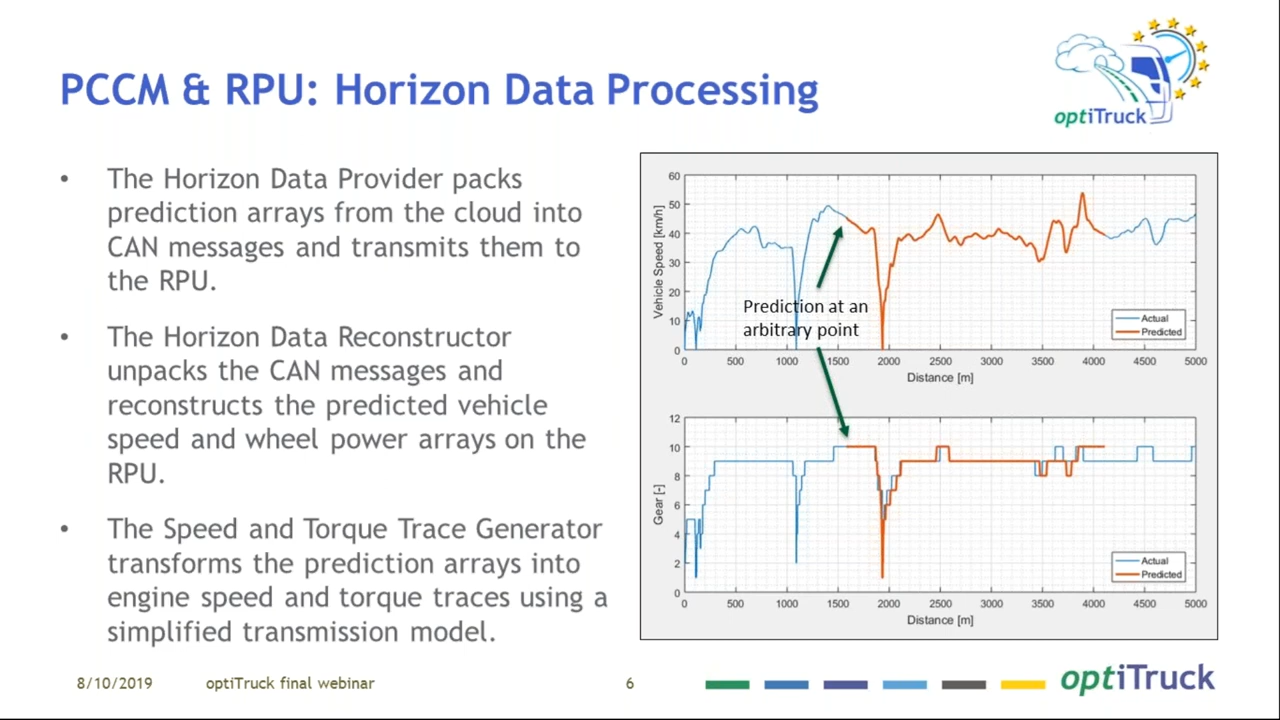 PCCM & RPU: Horizon Data Processing
optiTruck
• The Horizon Data Provider packs
prediction arrays from the cloud into
CAN messages and transmits them to
the RPU.
• The Horizon Data Reconstructor
unpacks the CAN messages and
reconstructs the predicted vehicle
speed and wheel power arrays on the
RPU.
• The Speed and Torque Trace Generator
transforms the prediction arrays into
engine speed and torque traces using a
simplified transmission model.
Vehicle Speed [km/h]
60
50
40
30
20
10
0
Prediction at an
arbitrary point
Actual
Predicted
0 500 1000 1500 2000 2500 3000 3500 4000 4500 5000
Distance [m]
Gear [-]
12
10
8
6
4
2
0
Actual
Predicted
0 500 1000 1500 2000 2500 3000 3500 4000 4500 5000
Distance [m]
8/10/2019 optiTruck final webinar 6
optiTruck